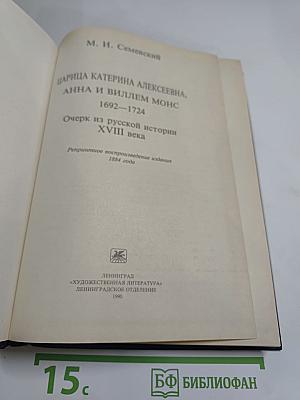 М. И. Семевский
ЦАРИЦА КАТЕРИНА АЛЕКСЕЕВНА,
АННА И ВИЛЛЕМ МОНС
1692—1724
Очерк из русской истории
XVIII века
Репринтное воспроизведение издания
1884 года
ЛЕНИНГРАД
«ХУДОЖЕСТВЕННАЯ ЛИТЕРАТУРА»
ЛЕНИНГРАДСКОЕ ОТДЕЛЕНИЕ
1990
15с
БФ БИБЛИОФАН